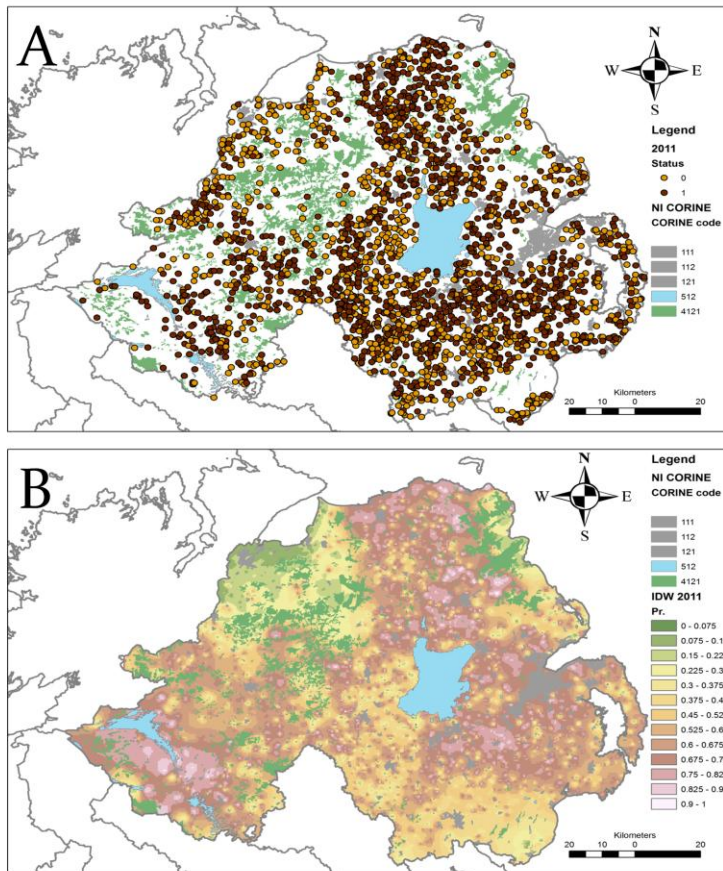 A
N
W E
S
Legend
2011
Status
0
1
NI CORINE
CORINE code
111
112
121
512
4121
Kilometers
20 10 0 20
B
N
W E
S
Legend
NI CORINE
CORINE code
111
112
121
512
4121
IDW 2011
Pr.
0 - 0.075
0.075 - 0.1
0.15 - 0.22
0.225 - 0.3
0.3 - 0.375
0.375 - 0.4
0.45 - 0.52
0.525 - 0.6
0.6 - 0.675
0.675 - 0.7
0.75 - 0.82
0.825 - 0.9
0.9 - 1
Kilometers
20 10 0 20